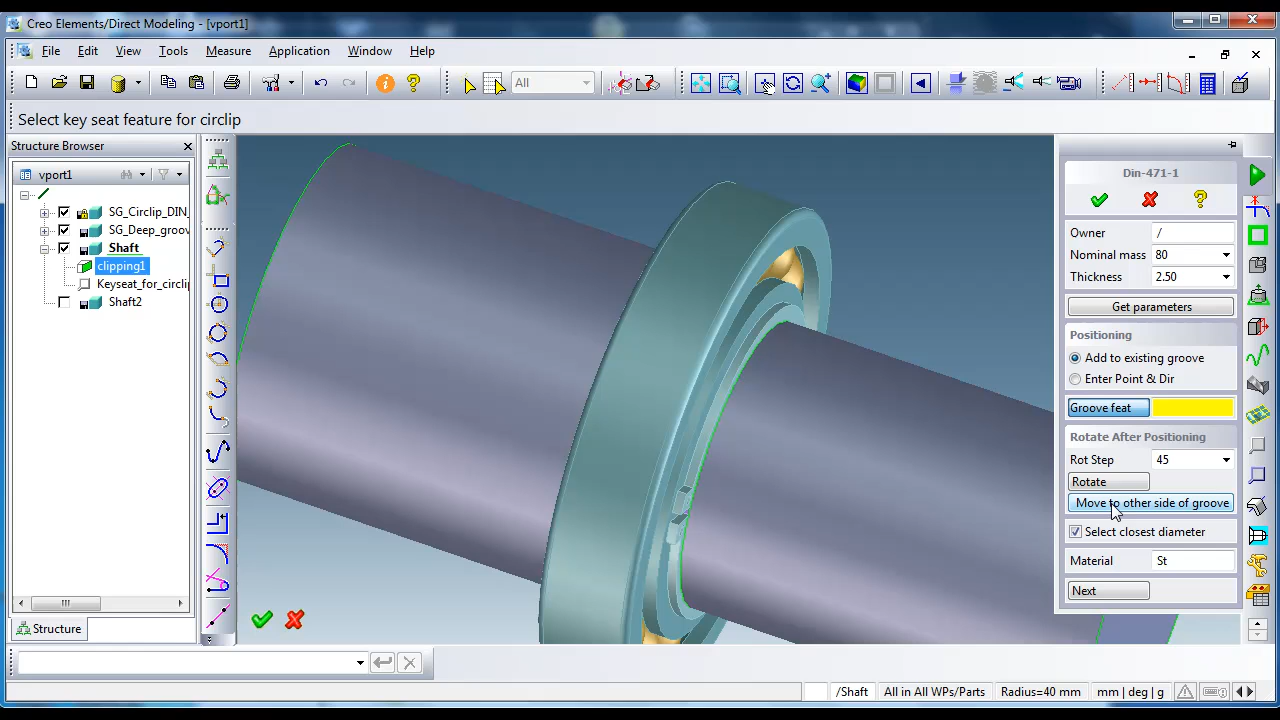 Creo Elements/Direct Modeling - [vport1]
File Edit View Tools Measure Application Window Help
All
Select key seat feature for circlip
Structure Browser
vport1
SG_Circlip_DIN_
SG_Deep_groov
Shaft
clipping1
Keyseat_for_circlip
Shaft2
Structure
Din-471-1
Owner /
Nominal mass 80
Thickness 2.50
Get parameters
Positioning
Add to existing groove
Enter Point & Dir
Groove feat
Rotate After Positioning
Rot Step 45
Rotate
Move to other side of groove
Select closest diameter
Material St
Next
/Shaft All in All WPs/Parts Radius=40 mm mm | deg | g